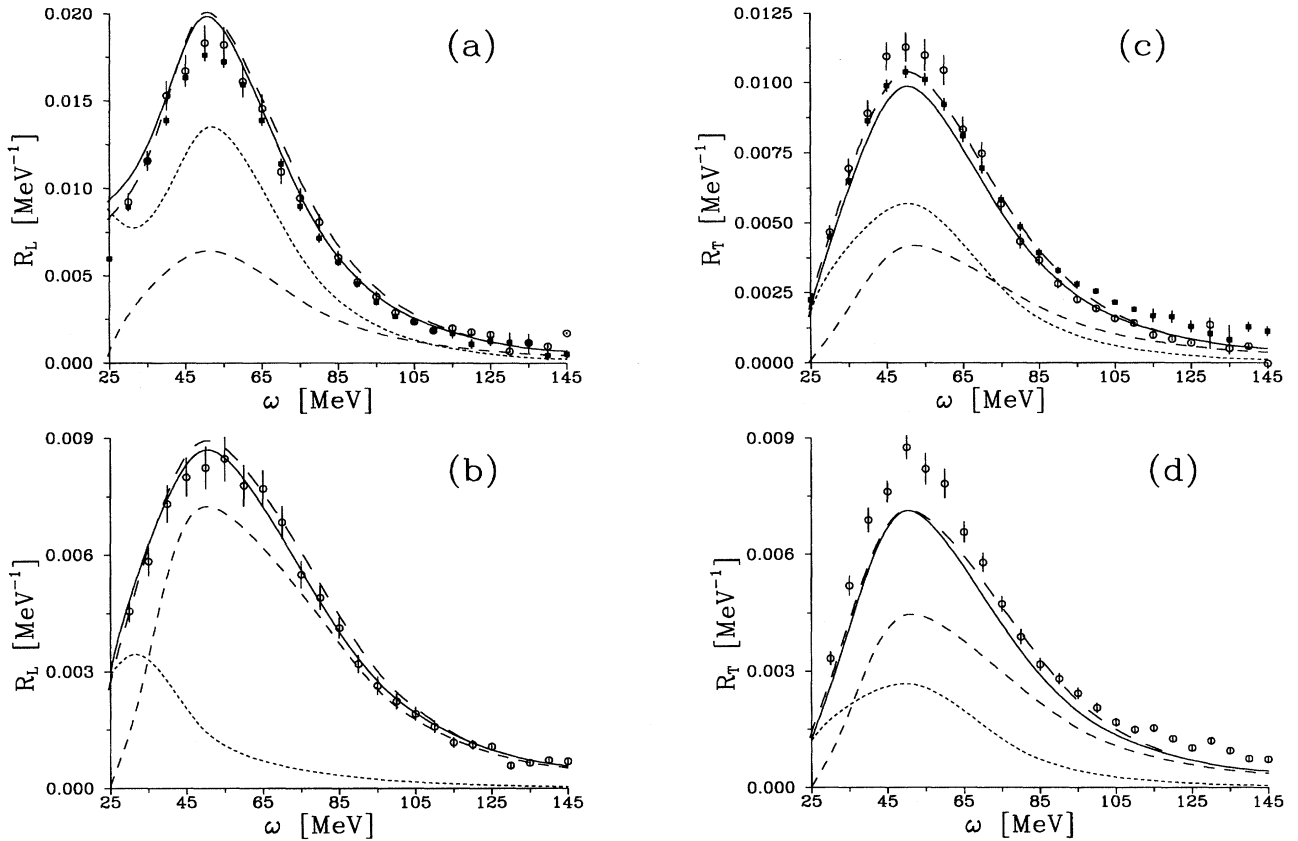 (a)
R_L [MeV⁻¹]
0.020
0.015
0.010
0.005
0.000
25 45 65 85 105 125 145
ω [MeV]
(c)
R_T [MeV⁻¹]
0.0125
0.0100
0.0075
0.0050
0.0025
0.0000
25 45 65 85 105 125 145
ω [MeV]
(b)
R_L [MeV⁻¹]
0.009
0.006
0.003
0.000
25 45 65 85 105 125 145
ω [MeV]
(d)
R_T [MeV⁻¹]
0.009
0.006
0.003
0.000
25 45 65 85 105 125 145
ω [MeV]